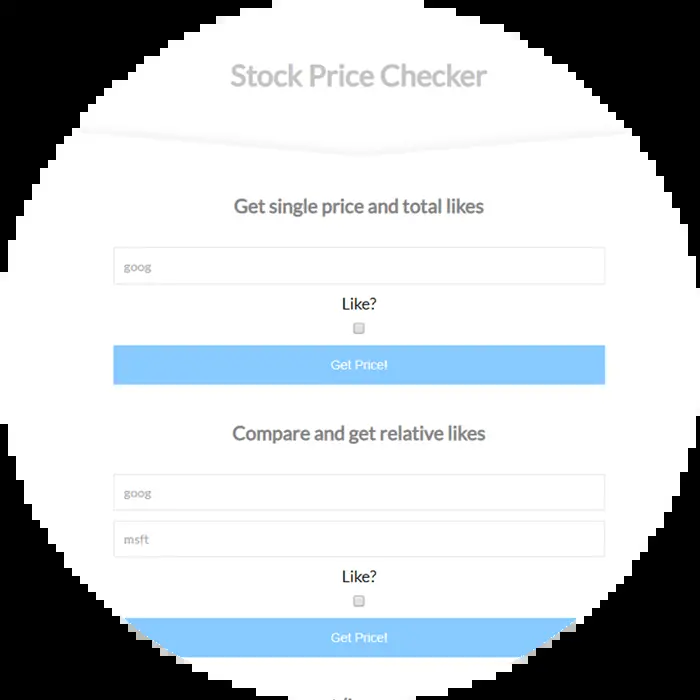 Stock Price Checker
Get single price and total likes
goog
Like?
Get Price!
Compare and get relative likes
goog
msft
Like?
Get Price!